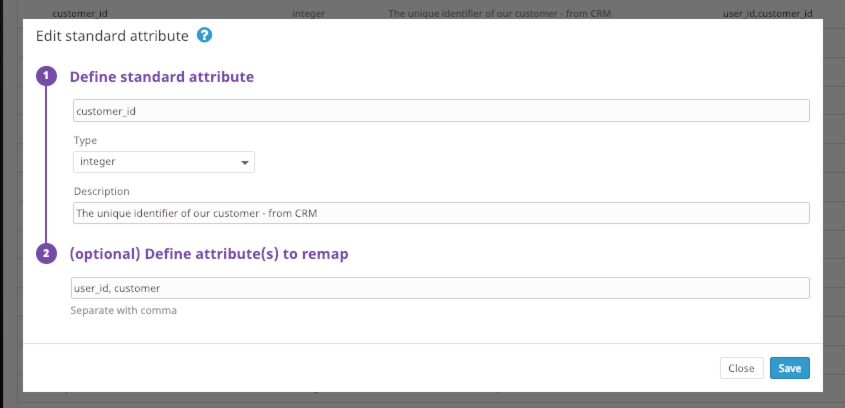 customer_id integer The unique identifier of our customer - from CRM user_id,customer_id
Edit standard attribute ?
1 Define standard attribute
customer_id
Type
integer
Description
The unique identifier of our customer - from CRM
2 (optional) Define attribute(s) to remap
user_id, customer
Separate with comma
Close Save